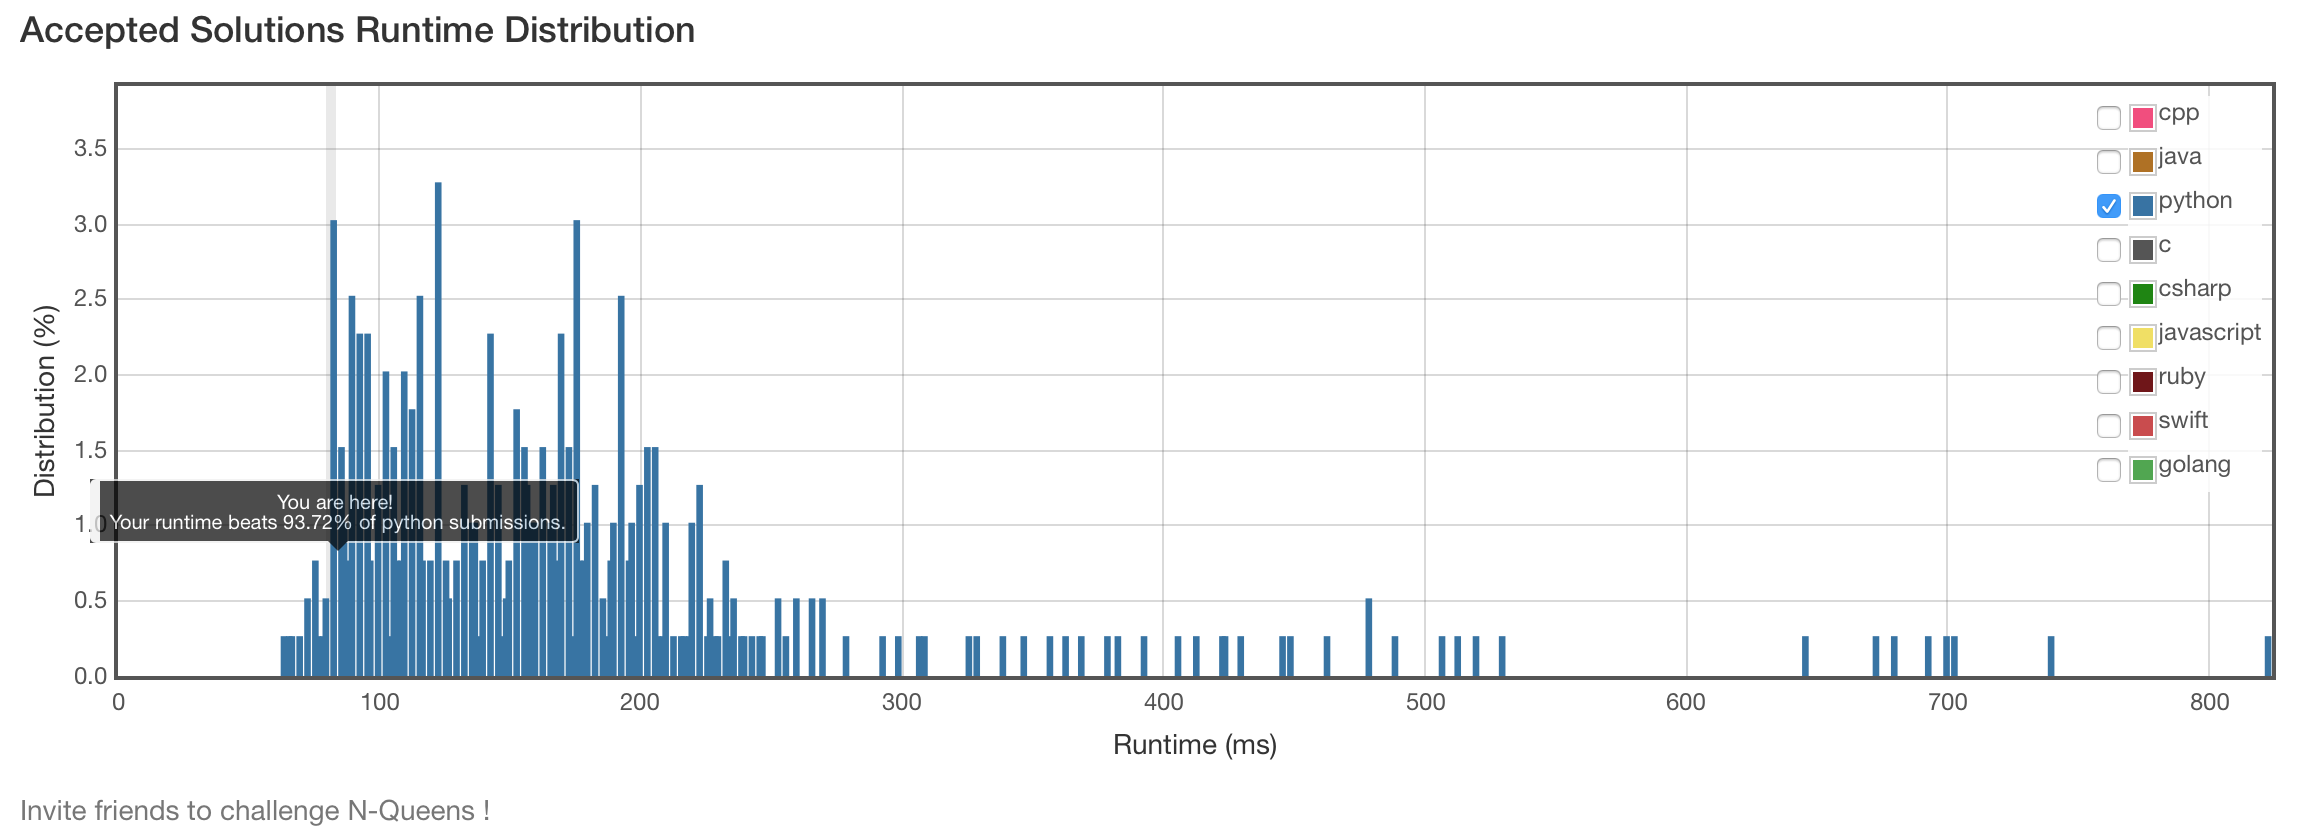 Accepted Solutions Runtime Distribution
3.5
3.0
2.5
2.0
1.5
1.0
0.5
0.0
Distribution (%)
You are here!
Your runtime beats 93.72% of python submissions.
cpp
java
python
c
csharp
javascript
ruby
swift
golang
0 100 200 300 400 500 600 700 800
Runtime (ms)
Invite friends to challenge N-Queens !